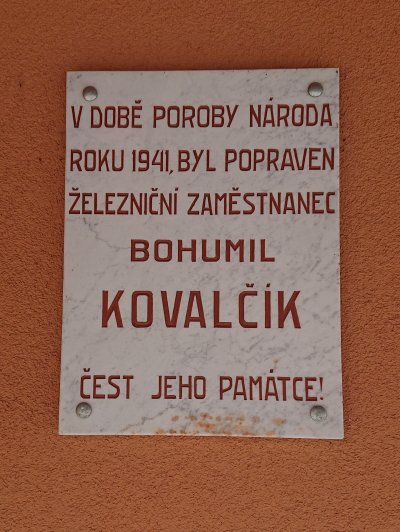 V DOBĚ POROBY NÁRODA
ROKU 1941, BYL POPRAVEN
ŽELEZNIČNÍ ZAMĚSTNANEC
BOHUMIL
KOVALČÍK
ČEST JEHO PAMÁTCE!